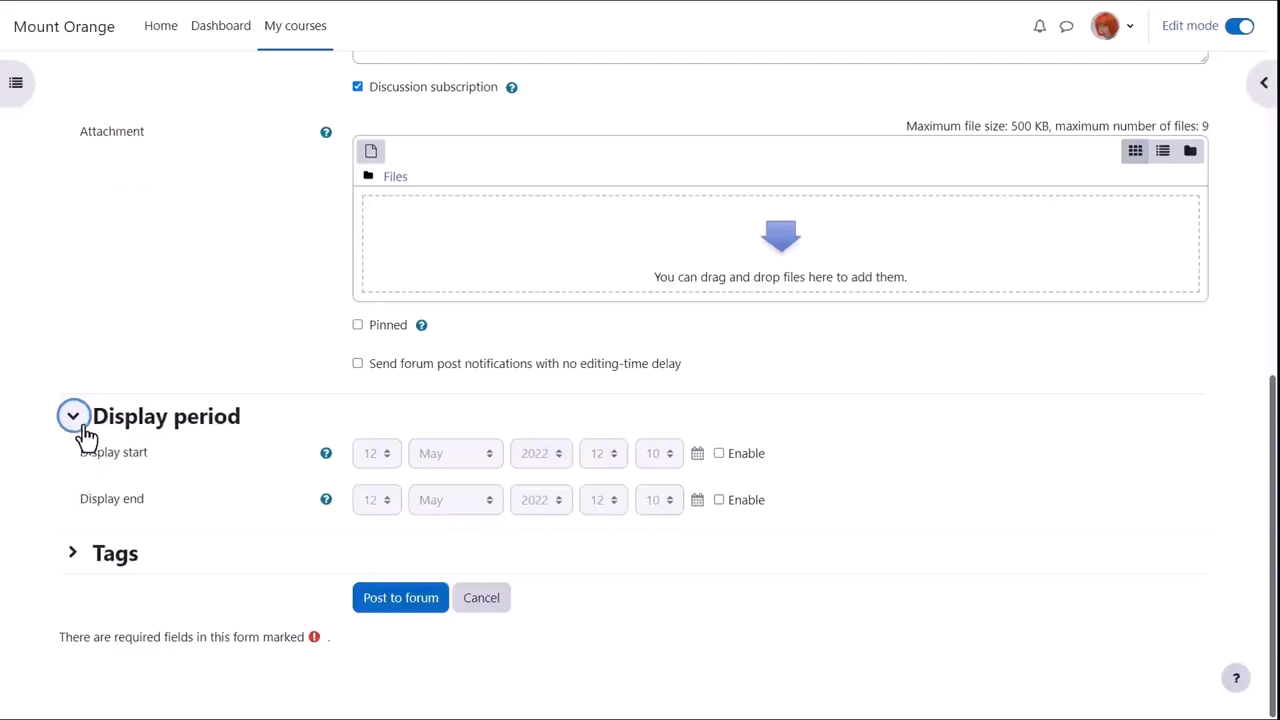 Mount Orange Home Dashboard My courses Edit mode
Discussion subscription ?
Attachment ? Maximum file size: 500 KB, maximum number of files: 9
Files
You can drag and drop files here to add them.
Pinned ?
Send forum post notifications with no editing-time delay
Display period
Display start ? 12 May 2022 12 10 Enable
Display end ? 12 May 2022 12 10 Enable
Tags
Post to forum Cancel
There are required fields in this form marked ! .
?